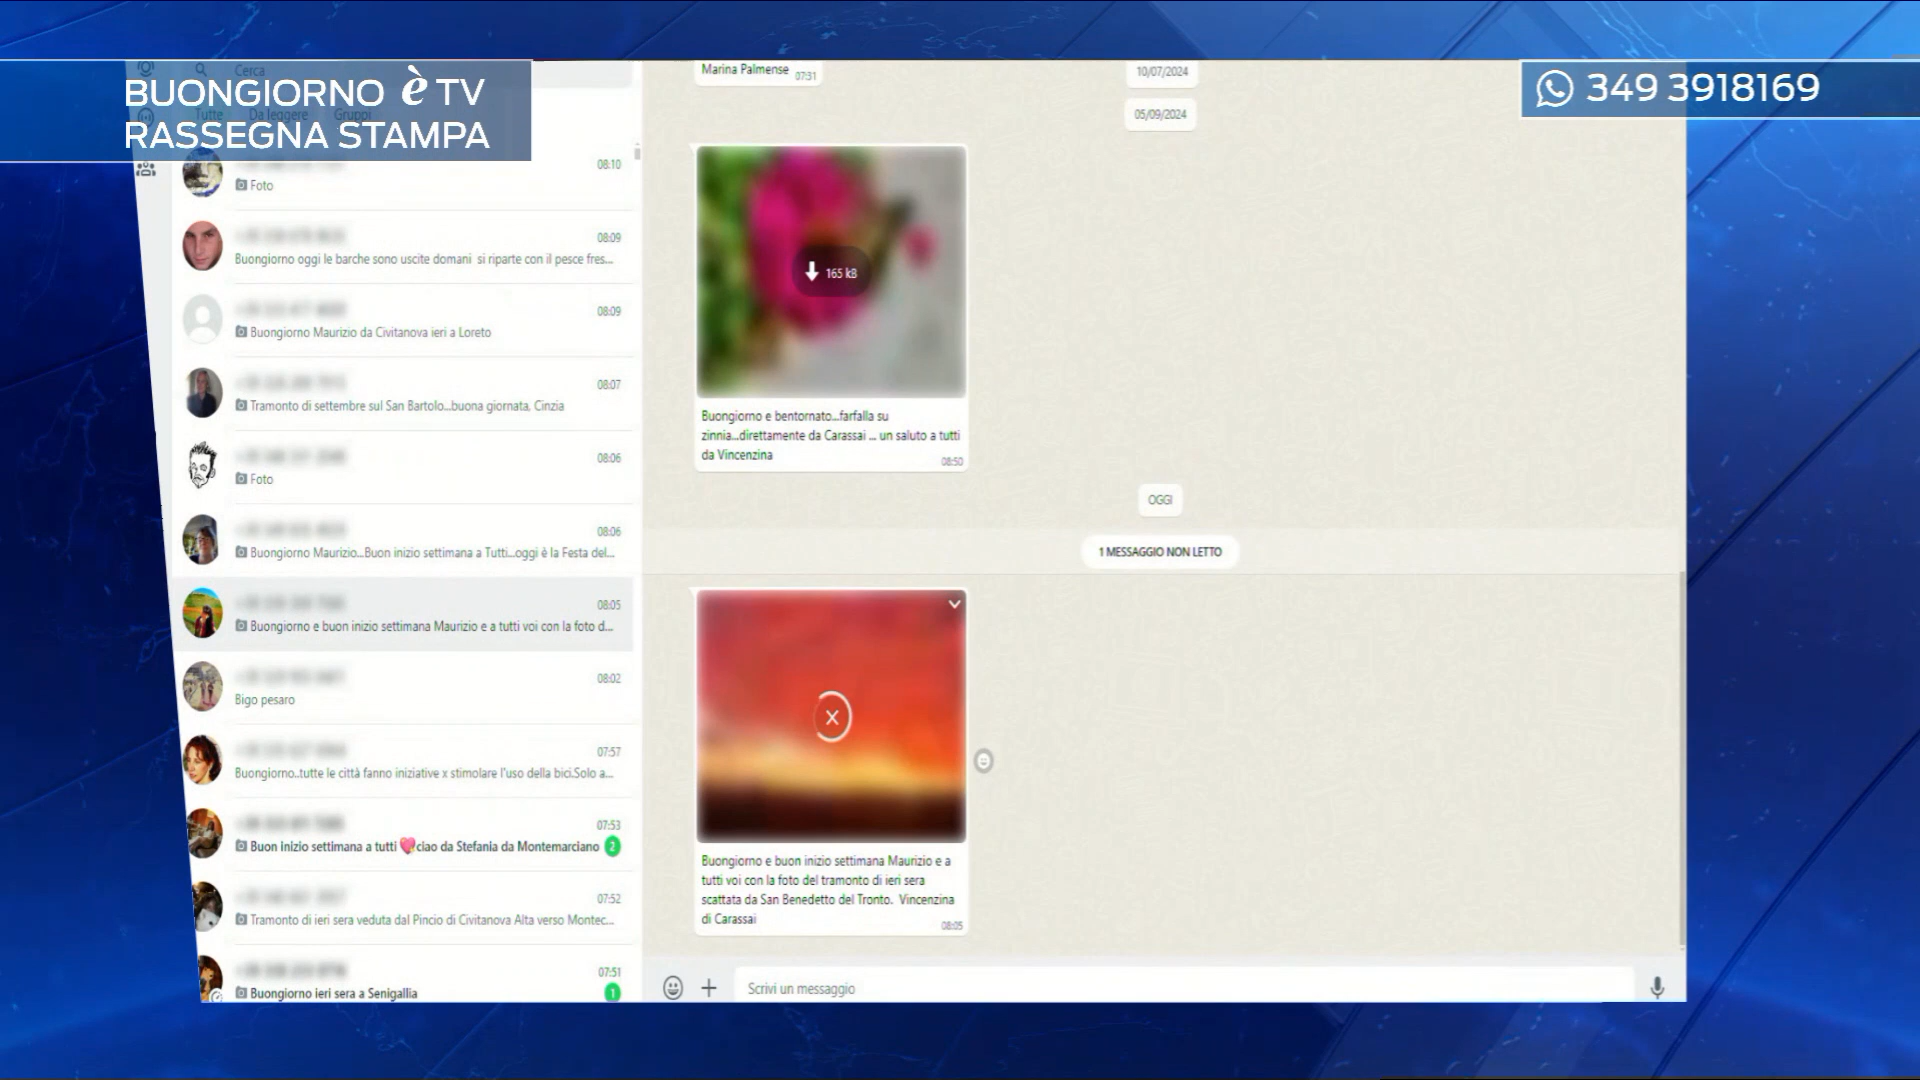 BUONGIORNO è TV
RASSEGNA STAMPA
349 3918169
Cerca
Tutte Da leggere Gruppi
08:10
Foto
08:09
Buongiorno oggi le barche sono uscite domani si riparte con il pesce fres...
08:09
Buongiorno Maurizio da Civitanova ieri a Loreto
08:07
Tramonto di settembre sul San Bartolo...buona giornata, Cinzia
08:06
Foto
08:06
Buongiorno Maurizio...Buon inizio settimana a Tutti...oggi è la Festa del...
08:05
Buongiorno e buon inizio settimana Maurizio e a tutti voi con la foto d...
08:02
Bigo pesaro
07:57
Buongiorno..tutte le città fanno iniziative x stimolare l'uso della bici.Solo a...
07:53
Buon inizio settimana a tutti 💖ciao da Stefania da Montemarciano 2
07:52
Tramonto di ieri sera veduta dal Pincio di Civitanova Alta verso Montec...
07:51
Buongiorno ieri sera a Senigallia 1
Marina Palmense 07:31
10/07/2024
05/09/2024
165 kB
Buongiorno e bentornato...farfalla su
zinnia...direttamente da Carassai ... un saluto a tutti
da Vincenzina
08:50
OGGI
1 MESSAGGIO NON LETTO
Buongiorno e buon inizio settimana Maurizio e a
tutti voi con la foto del tramonto di ieri sera
scattata da San Benedetto del Tronto. Vincenzina
di Carassai
08:05
Scrivi un messaggio